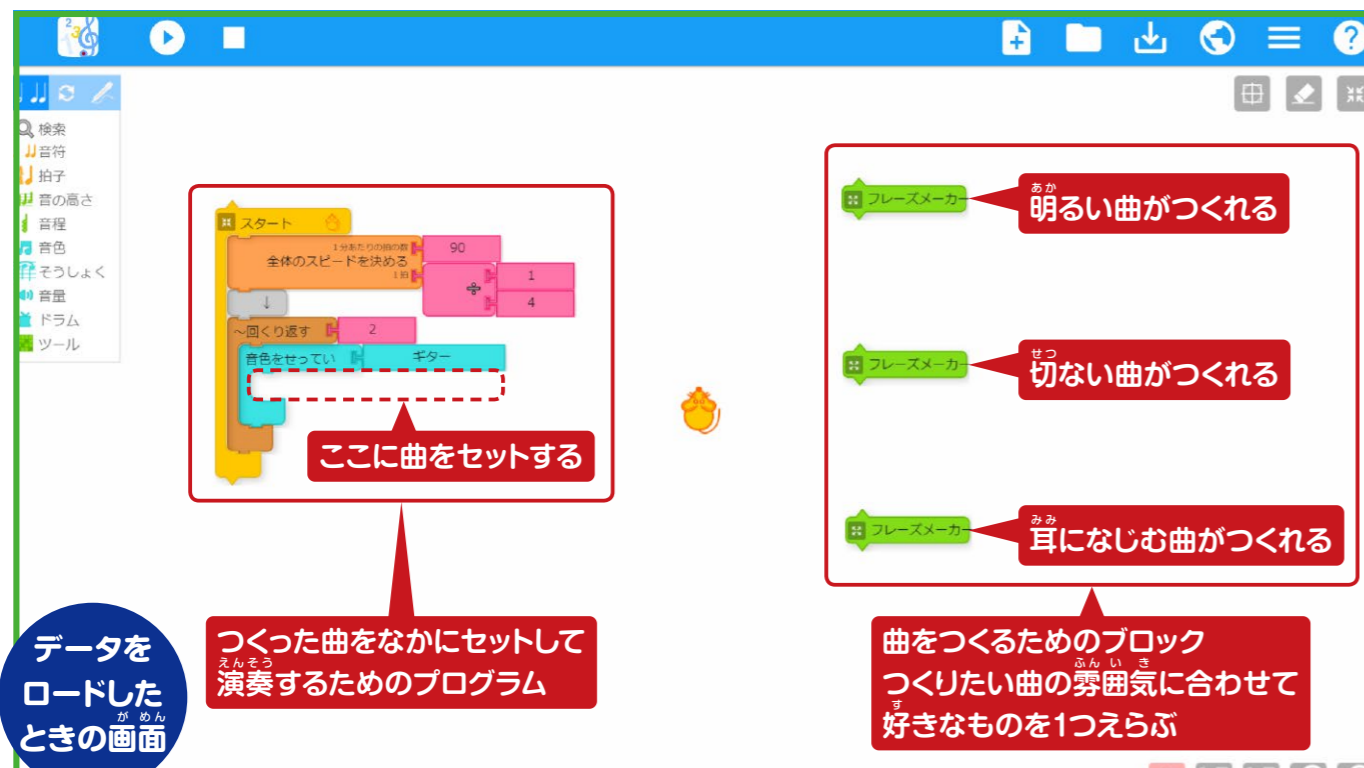 検索
音符
拍子
音の高さ
音程
音色
そうしょく
音量
ドラム
ツール
スタート
1分あたりの拍の数
90
全体のスピードを決める
1拍
÷
1
4
↓
〜回くり返す
2
音色をせってい
ギター
ここに曲をセットする
つくった曲をなかにセットして
えんそう
演奏するためのプログラム
フレーズメーカー
あか
明るい曲がつくれる
フレーズメーカー
せつ
切ない曲がつくれる
フレーズメーカー
みみ
耳になじむ曲がつくれる
曲をつくるためのブロック
ふんいき
つくりたい曲の雰囲気に合わせて
す
好きなものを1つえらぶ
データを
ロードした
がめん
ときの画面